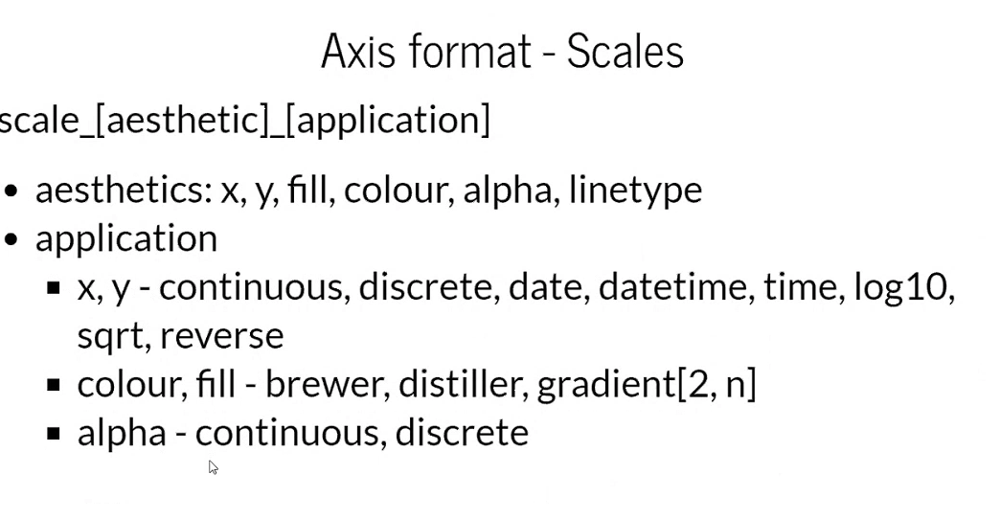 Axis format - Scales
scale_[aesthetic]_[application]
• aesthetics: x, y, fill, colour, alpha, linetype
• application
▪ x, y - continuous, discrete, date, datetime, time, log10,
sqrt, reverse
▪ colour, fill - brewer, distiller, gradient[2, n]
▪ alpha - continuous, discrete